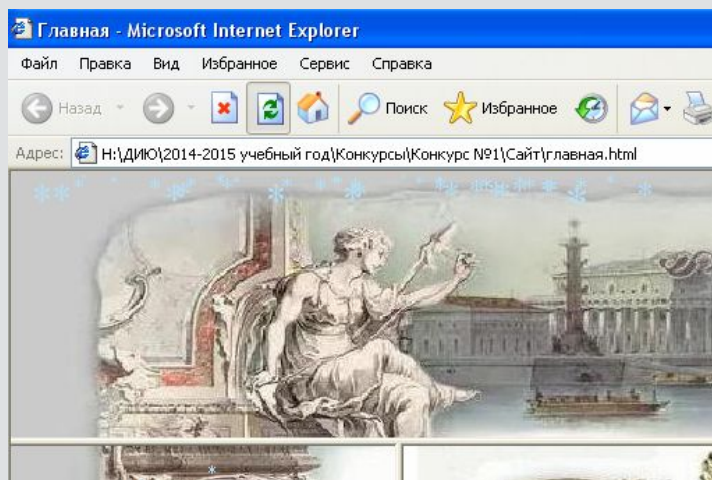 Главная - Microsoft Internet Explorer
Файл Правка Вид Избранное Сервис Справка
Назад Поиск Избранное
Адрес: H:\ДИЮ\2014-2015 учебный год\Конкурсы\Конкурс №1\Сайт\главная.html